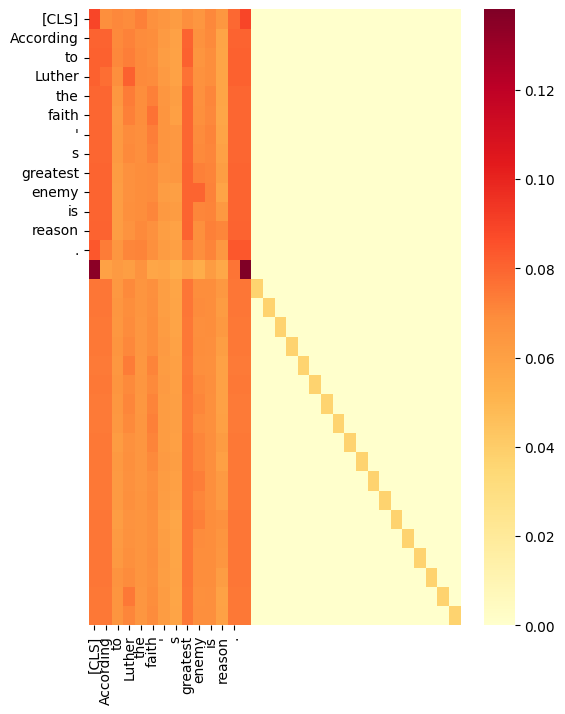 [CLS]
According
to
Luther
the
faith
'
s
greatest
enemy
is
reason
.
0.12
0.10
0.08
0.06
0.04
0.02
0.00
[CLS]
According
to
Luther
the
faith
'
s
greatest
enemy
is
reason
.